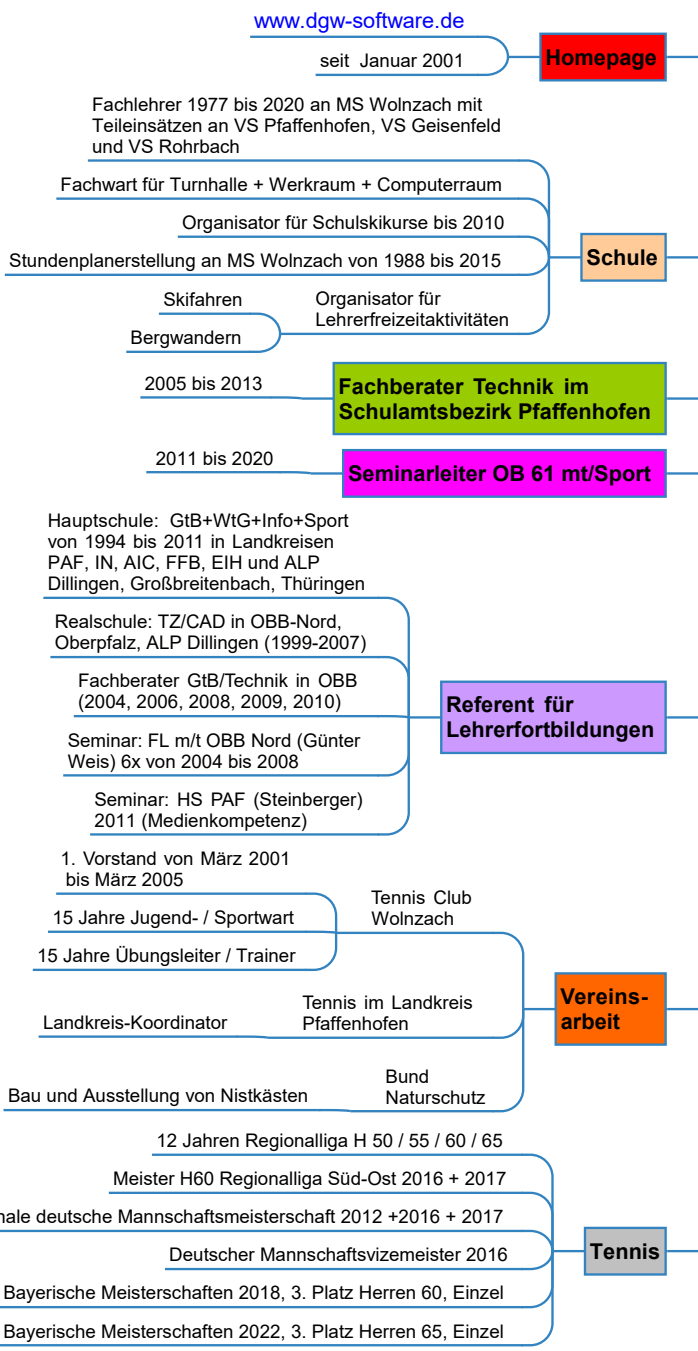 www.dgw-software.de
seit Januar 2001
Homepage
Fachlehrer 1977 bis 2020 an MS Wolnzach mit
Teileinsätzen an VS Pfaffenhofen, VS Geisenfeld
und VS Rohrbach
Fachwart für Turnhalle + Werkraum + Computerraum
Organisator für Schulskikurse bis 2010
Stundenplanerstellung an MS Wolnzach von 1988 bis 2015
Skifahren
Bergwandern
Organisator für
Lehrerfreizeitaktivitäten
Schule
2005 bis 2013
Fachberater Technik im
Schulamtsbezirk Pfaffenhofen
2011 bis 2020
Seminarleiter OB 61 mt/Sport
Hauptschule: GtB+WtG+Info+Sport
von 1994 bis 2011 in Landkreisen
PAF, IN, AIC, FFB, EIH und ALP
Dillingen, Großbreitenbach, Thüringen
Realschule: TZ/CAD in OBB-Nord,
Oberpfalz, ALP Dillingen (1999-2007)
Fachberater GtB/Technik in OBB
(2004, 2006, 2008, 2009, 2010)
Seminar: FL m/t OBB Nord (Günter
Weis) 6x von 2004 bis 2008
Seminar: HS PAF (Steinberger)
2011 (Medienkompetenz)
Referent für
Lehrerfortbildungen
1. Vorstand von März 2001
bis März 2005
15 Jahre Jugend- / Sportwart
15 Jahre Übungsleiter / Trainer
Tennis Club
Wolnzach
Landkreis-Koordinator
Tennis im Landkreis
Pfaffenhofen
Bau und Ausstellung von Nistkästen
Bund
Naturschutz
Vereins-
arbeit
12 Jahren Regionalliga H 50 / 55 / 60 / 65
Meister H60 Regionalliga Süd-Ost 2016 + 2017
deutsche Mannschaftsmeisterschaft 2012 +2016 + 2017
Deutscher Mannschaftsvizemeister 2016
Bayerische Meisterschaften 2018, 3. Platz Herren 60, Einzel
Bayerische Meisterschaften 2022, 3. Platz Herren 65, Einzel
Tennis